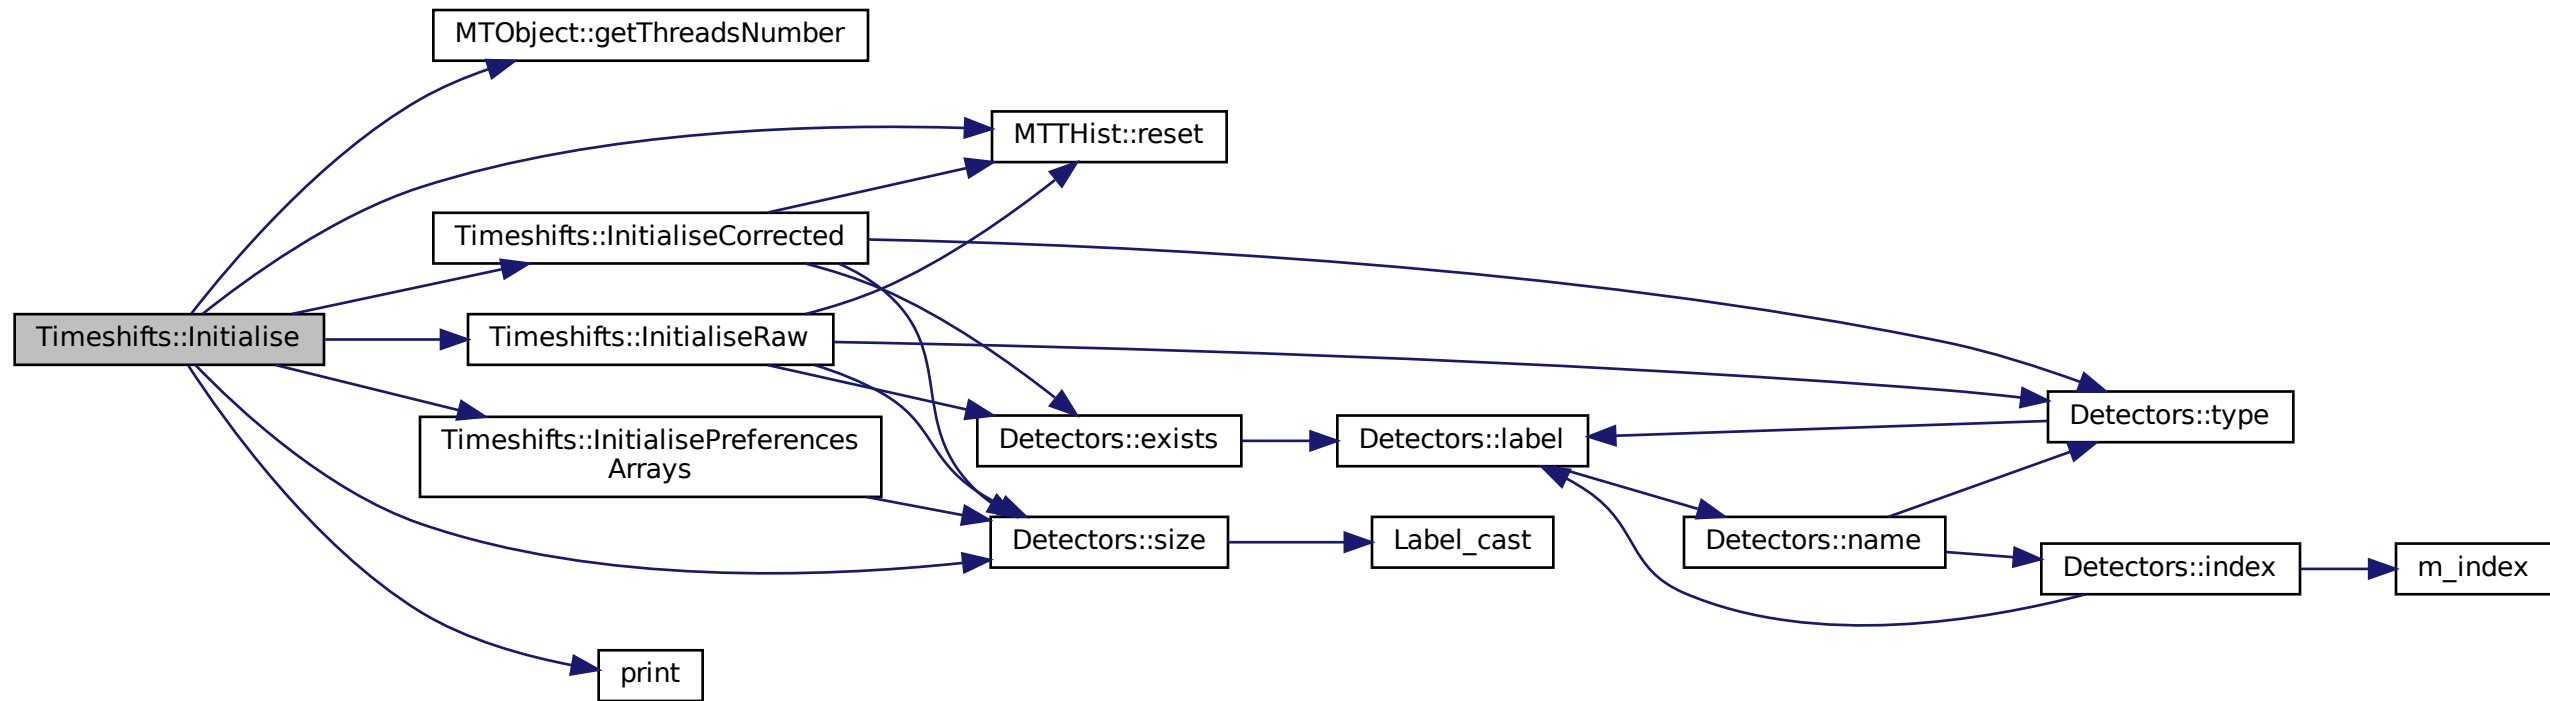 MTObject::getThreadsNumber
MTTHist::reset
Timeshifts::InitialiseCorrected
Timeshifts::Initialise
Timeshifts::InitialiseRaw
Timeshifts::InitialisePreferences
Arrays
Detectors::exists
Detectors::label
Detectors::type
Detectors::size
Label_cast
Detectors::name
Detectors::index
m_index
print